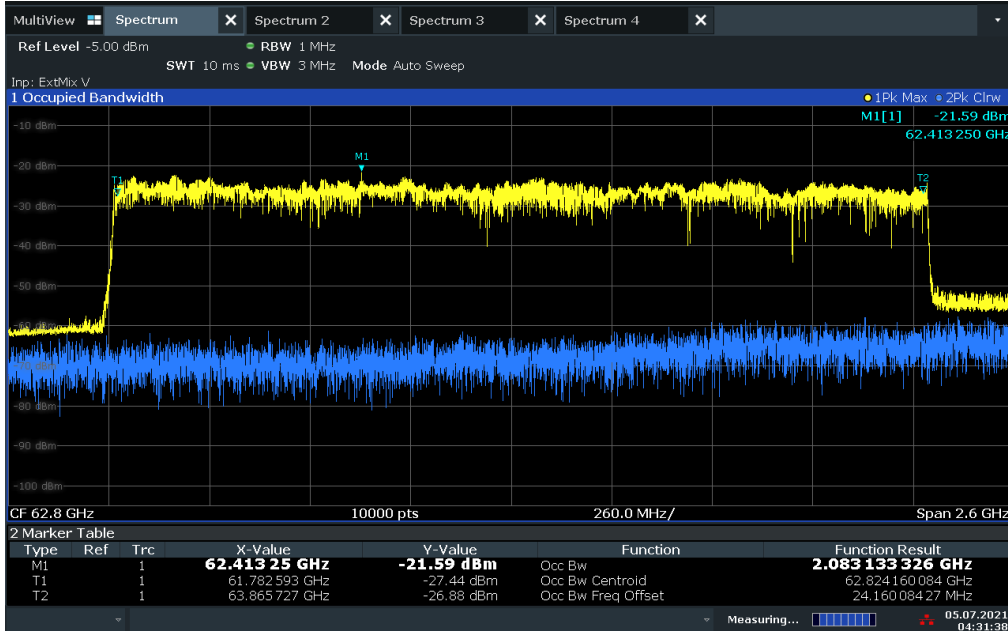 MultiView Spectrum Spectrum 2 Spectrum 3 Spectrum 4
Ref Level -5.00 dBm RBW 1 MHz
SWT 10 ms VBW 3 MHz Mode Auto Sweep
Inp: ExtMix V
1 Occupied Bandwidth 1Pk Max 2Pk Clrw
M1[1] -21.59 dBm
62.413 250 GHz
-10 dBm
M1
-20 dBm
T1 T2
-30 dBm
-40 dBm
-50 dBm
-80 dBm
-90 dBm
-100 dBm
CF 62.8 GHz 10000 pts 260.0 MHz/ Span 2.6 GHz
2 Marker Table
Type Ref Trc X-Value Y-Value Function Function Result
M1 1 62.413 25 GHz -21.59 dBm Occ Bw 2.083 133 326 GHz
T1 1 61.782 593 GHz -27.44 dBm Occ Bw Centroid 62.824 160 084 GHz
T2 1 63.865 727 GHz -26.88 dBm Occ Bw Freq Offset 24.160 084 27 MHz
Measuring... 05.07.2021
04:31:38